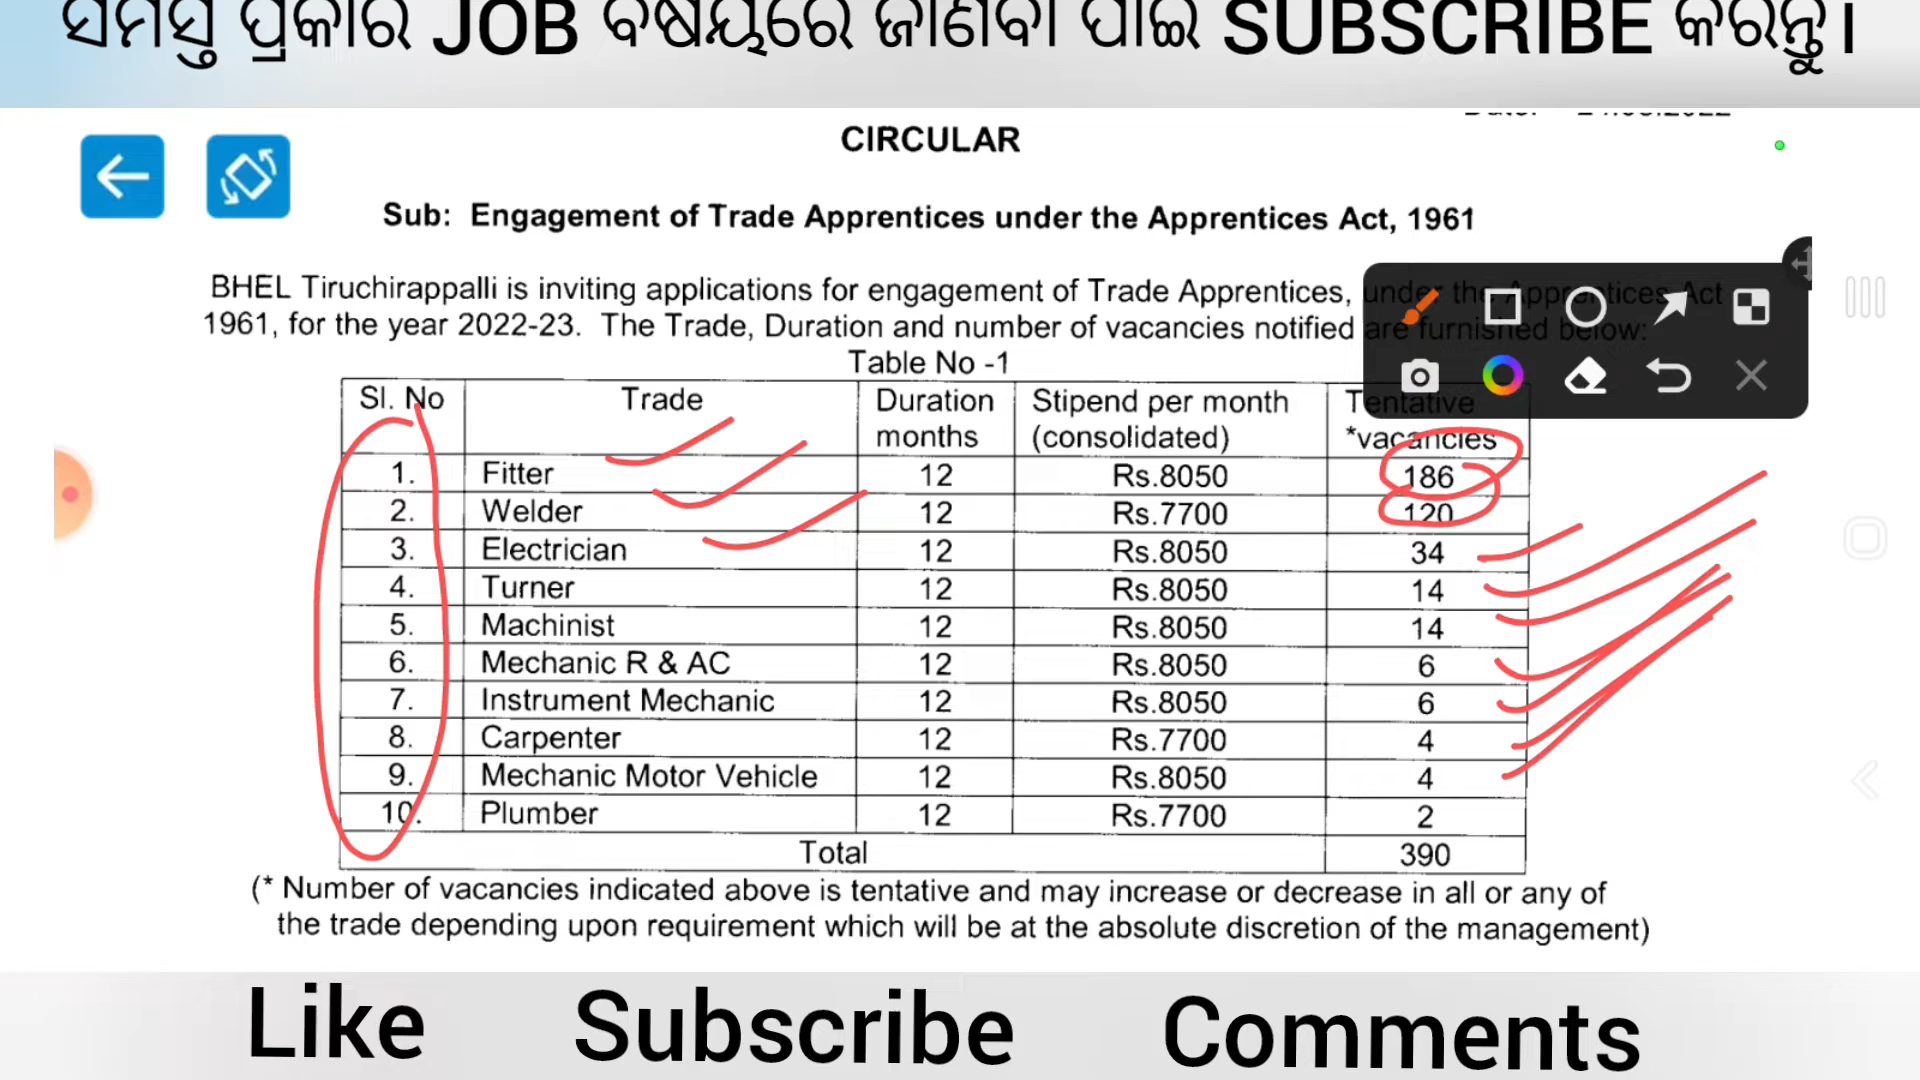 ସମସ୍ତ ପ୍ରକାର JOB ବିଷୟରେ ଜାଣିବା ପାଇଁ SUBSCRIBE କରନ୍ତୁ।
CIRCULAR
Sub: Engagement of Trade Apprentices under the Apprentices Act, 1961
BHEL Tiruchirappalli is inviting applications for engagement of Trade Apprentices, under the Apprentices Act
1961, for the year 2022-23. The Trade, Duration and number of vacancies notified are furnished below:
Table No -1
Sl. No Trade Duration months Stipend per month (consolidated) Tentative *vacancies
1. Fitter 12 Rs.8050 186
2. Welder 12 Rs.7700 120
3. Electrician 12 Rs.8050 34
4. Turner 12 Rs.8050 14
5. Machinist 12 Rs.8050 14
6. Mechanic R & AC 12 Rs.8050 6
7. Instrument Mechanic 12 Rs.8050 6
8. Carpenter 12 Rs.7700 4
9. Mechanic Motor Vehicle 12 Rs.8050 4
10. Plumber 12 Rs.7700 2
Total 390
(* Number of vacancies indicated above is tentative and may increase or decrease in all or any of
the trade depending upon requirement which will be at the absolute discretion of the management)
Like Subscribe Comments